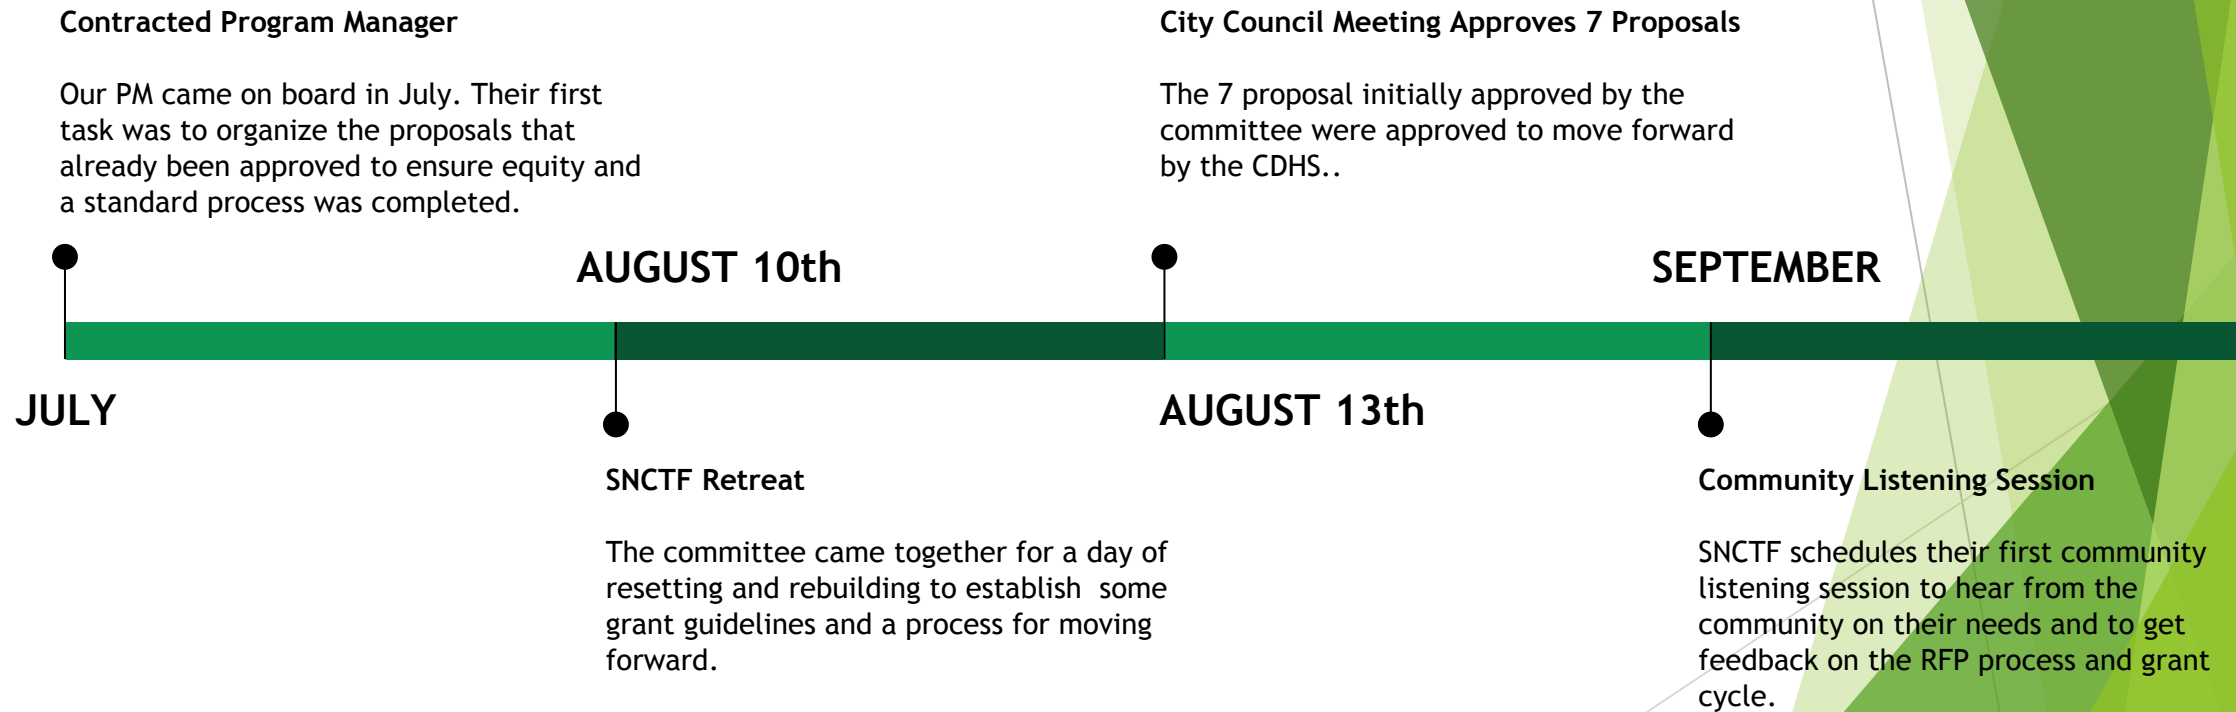 Contracted Program Manager
Our PM came on board in July. Their first
task was to organize the proposals that
already been approved to ensure equity and
a standard process was completed.
JULY
AUGUST 10th
SNCTF Retreat
The committee came together for a day of
resetting and rebuilding to establish  some
grant guidelines and a process for moving
forward.
City Council Meeting Approves 7 Proposals
The 7 proposal initially approved by the
committee were approved to move forward
by the CDHS..
AUGUST 13th
SEPTEMBER
Community Listening Session
SNCTF schedules their first community
listening session to hear from the
community on their needs and to get
feedback on the RFP process and grant
cycle.